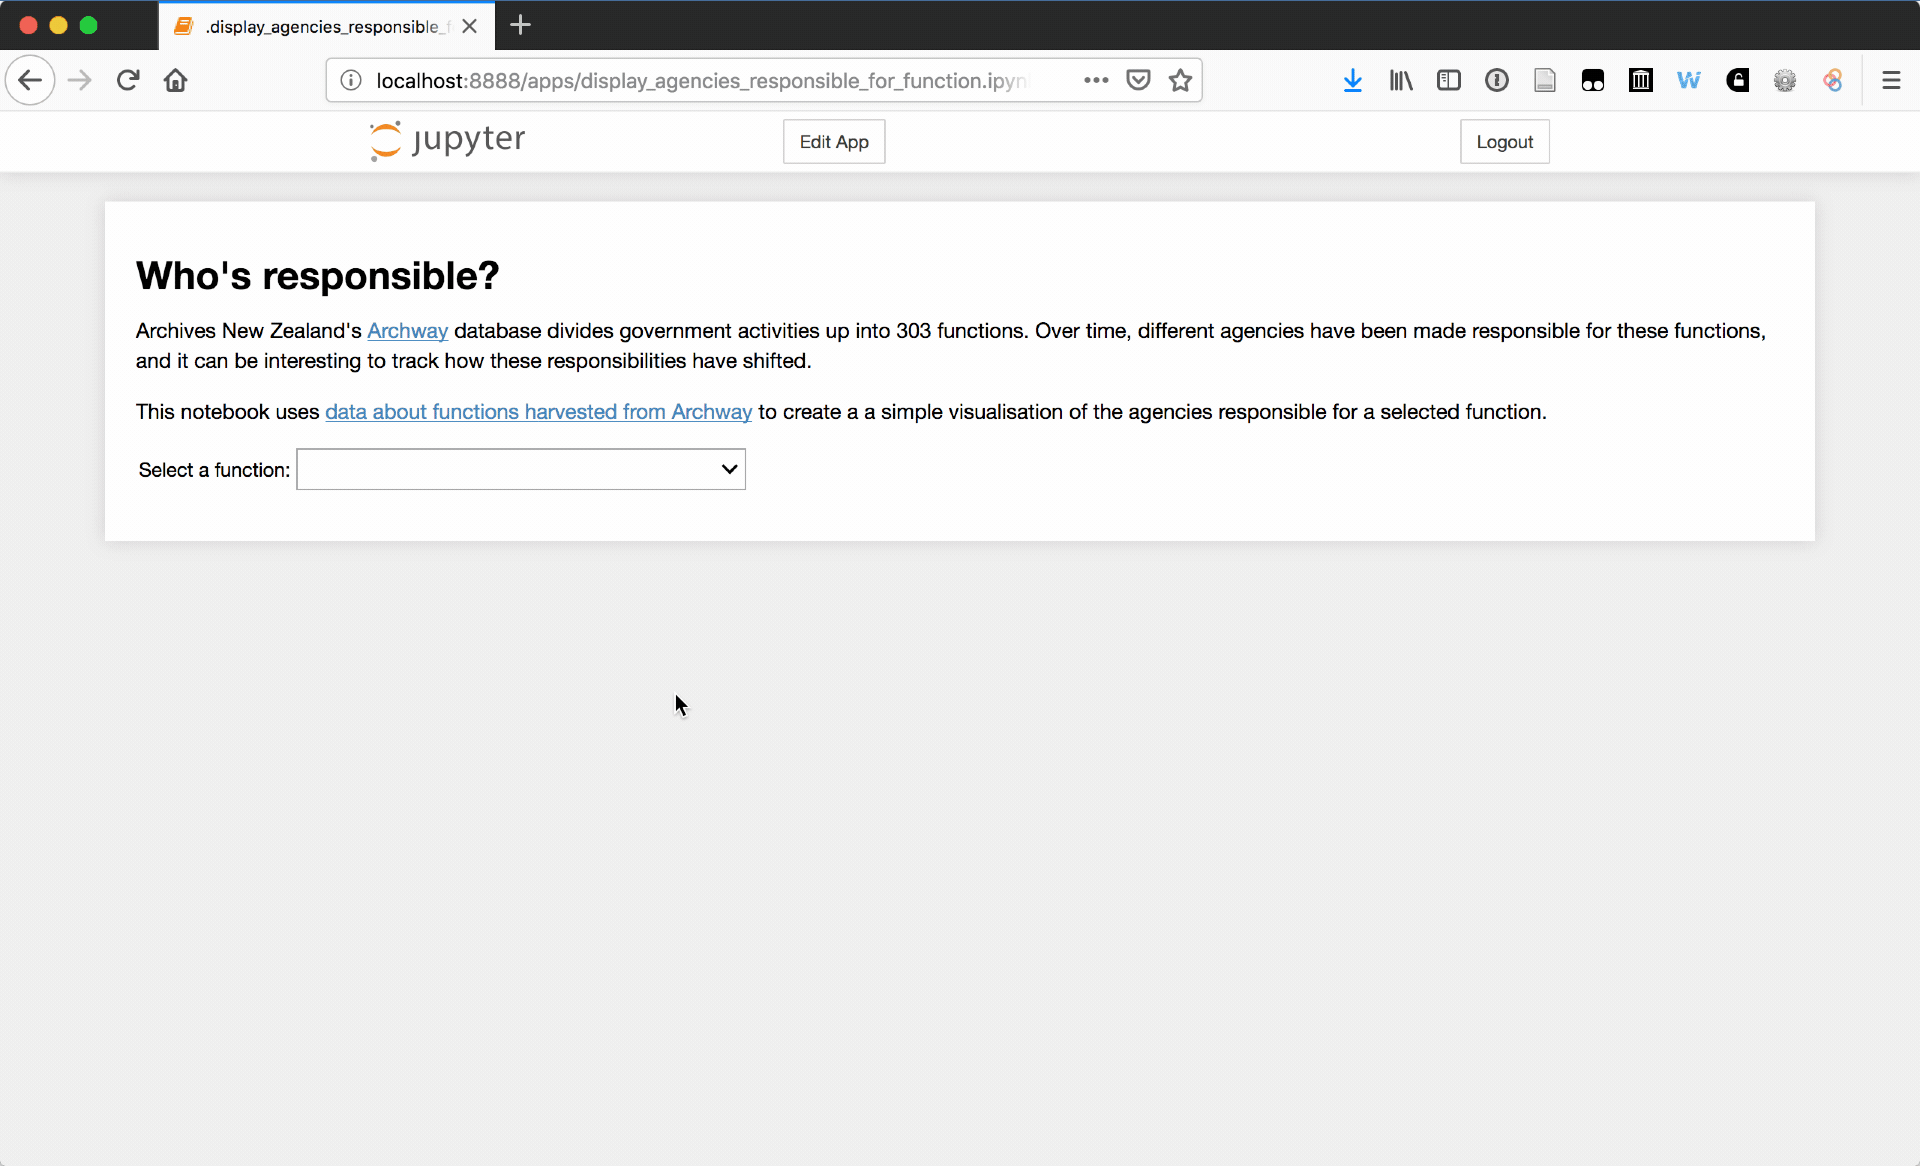 .display_agencies_responsible_f
localhost:8888/apps/display_agencies_responsible_for_function.ipyn
jupyter
Edit App
Logout
Who's responsible?
Archives New Zealand's Archway database divides government activities up into 303 functions. Over time, different agencies have been made responsible for these functions,
and it can be interesting to track how these responsibilities have shifted.
This notebook uses data about functions harvested from Archway to create a a simple visualisation of the agencies responsible for a selected function.
Select a function: